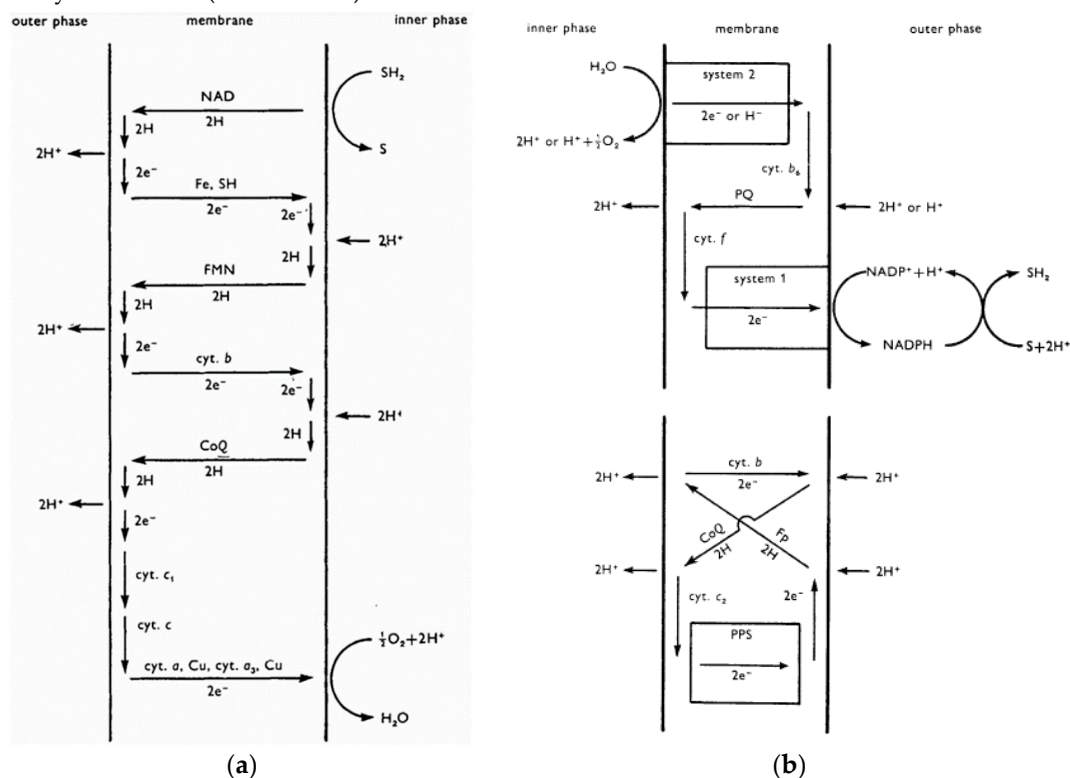 outer phase membrane inner phase
SH₂
NAD
2H
2H
2H⁺
S
2e⁻
Fe, SH
2e⁻
2e⁻
2H⁺
2H
FMN
2H
2H
2H⁺
2e⁻
cyt. b
2e⁻
2e⁻
2H⁺
2H
CoQ
2H
2H
2H⁺
2e⁻
cyt. c₁
cyt. c
½O₂+2H⁺
cyt. a, Cu, cyt. a₃, Cu
2e⁻
H₂O
(a)
inner phase membrane outer phase
H₂O
system 2
2e⁻ or H⁻
2H⁺ or H⁺+½O₂
cyt. b₆
PQ
2H⁺
2H⁺ or H⁺
cyt. f
system 1
2e⁻
NADP⁺+H⁺
SH₂
NADPH
S+2H⁺
cyt. b
2H⁺
2H⁺
2e⁻
CoQ
2H
Fp
2H
2H⁺
2H⁺
cyt. c₂
2e⁻
PPS
2e⁻
(b)